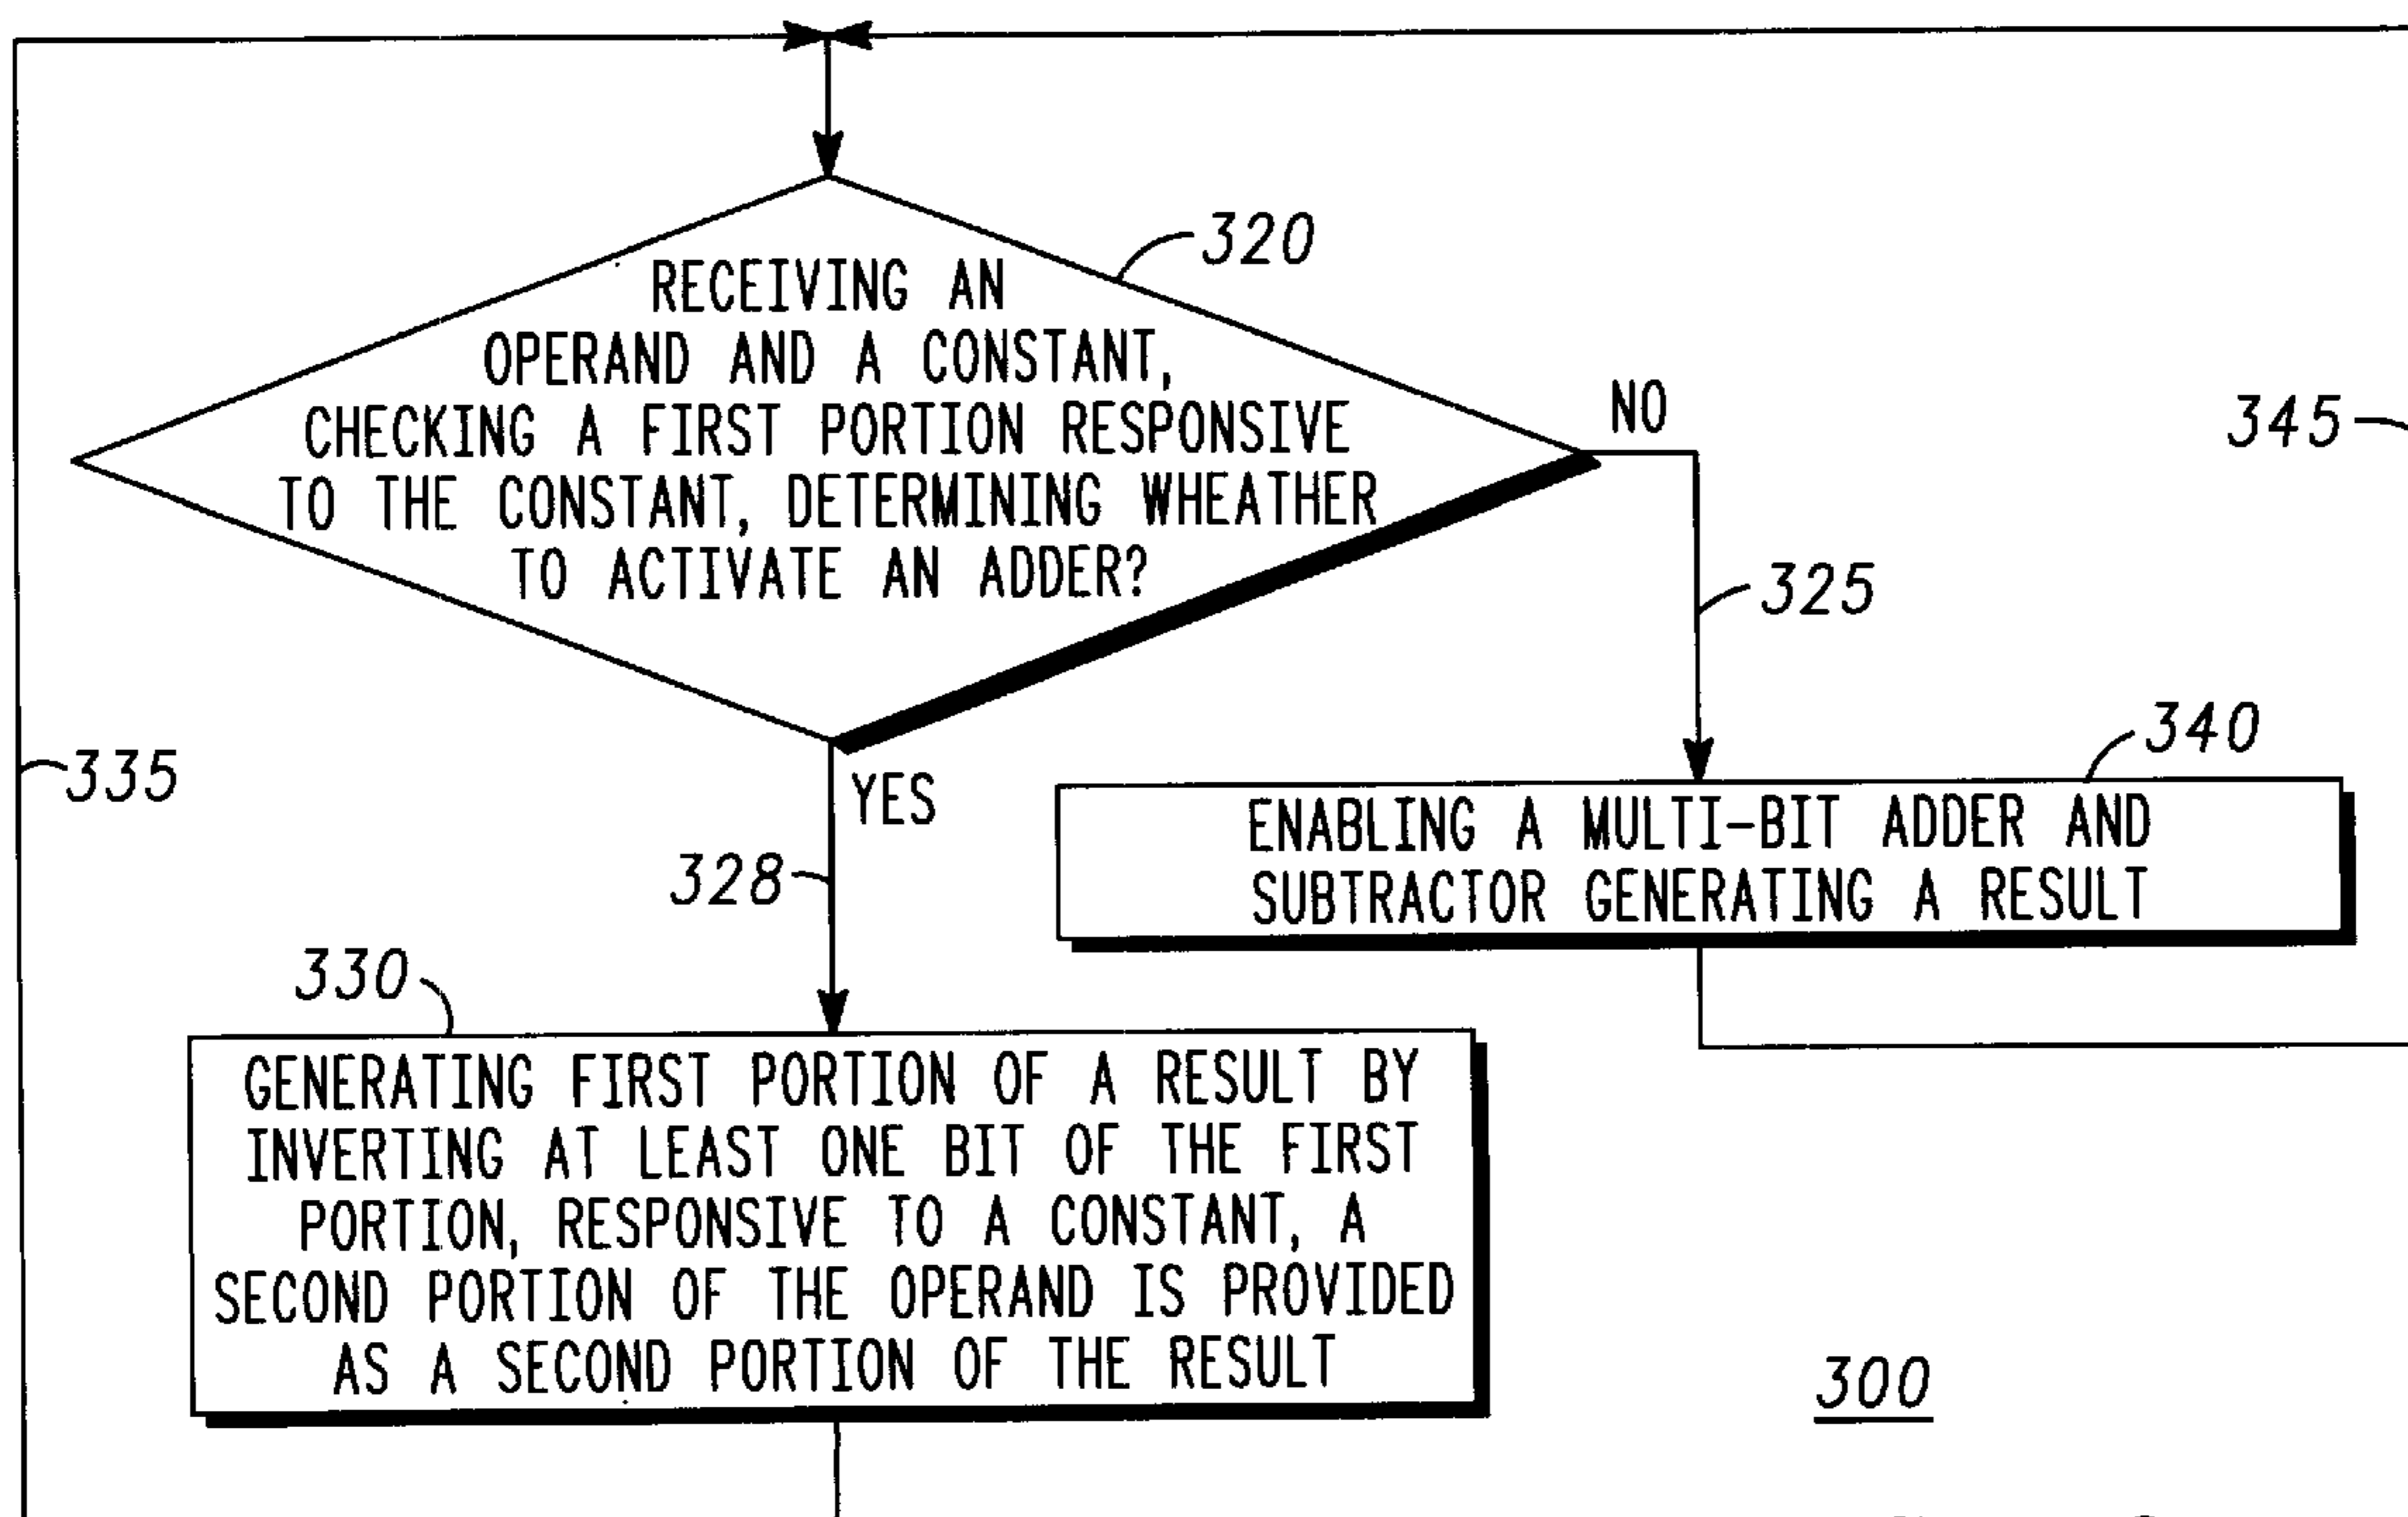 320
RECEIVING AN
OPERAND AND A CONSTANT,
CHECKING A FIRST PORTION RESPONSIVE
TO THE CONSTANT, DETERMINING WHEATHER
TO ACTIVATE AN ADDER?
NO
345
325
335
YES
328
340
ENABLING A MULTI-BIT ADDER AND
SUBTRACTOR GENERATING A RESULT
330
GENERATING FIRST PORTION OF A RESULT BY
INVERTING AT LEAST ONE BIT OF THE FIRST
PORTION, RESPONSIVE TO A CONSTANT, A
SECOND PORTION OF THE OPERAND IS PROVIDED
AS A SECOND PORTION OF THE RESULT
300